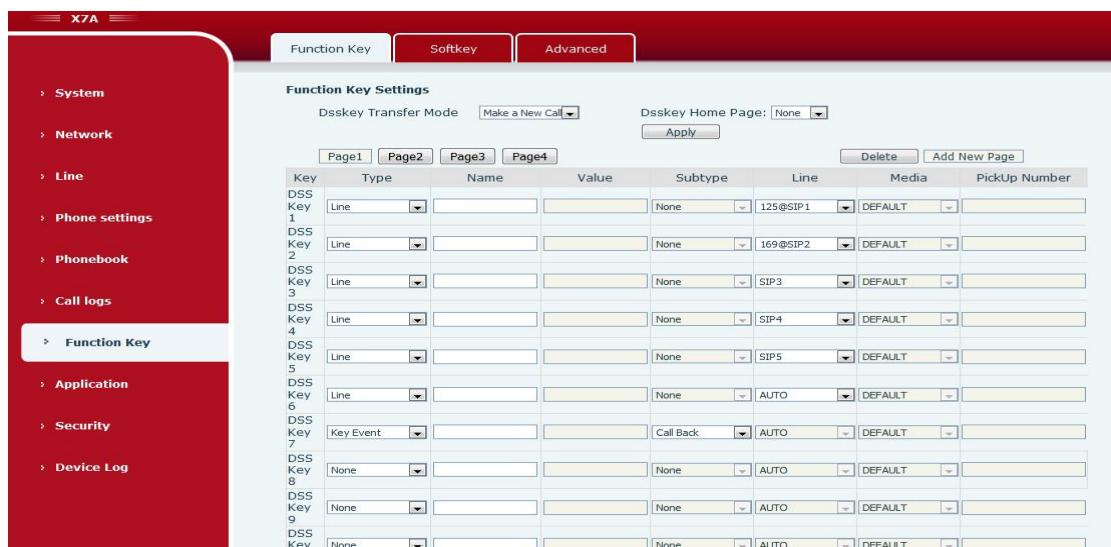 X7A
Function Key Softkey Advanced
› System
› Network
› Line
› Phone settings
› Phonebook
› Call logs
› Function Key
› Application
› Security
› Device Log
Function Key Settings
Dsskey Transfer Mode Make a New Call Dsskey Home Page: None
Apply
Page1 Page2 Page3 Page4 Delete Add New Page
Key Type Name Value Subtype Line Media PickUp Number
DSS Key 1 Line None 125@SIP1 DEFAULT
DSS Key 2 Line None 169@SIP2 DEFAULT
DSS Key 3 Line None SIP3 DEFAULT
DSS Key 4 Line None SIP4 DEFAULT
DSS Key 5 Line None SIP5 DEFAULT
DSS Key 6 Line None AUTO DEFAULT
DSS Key 7 Key Event Call Back AUTO DEFAULT
DSS Key 8 None None AUTO DEFAULT
DSS Key 9 None None AUTO DEFAULT
DSS Key None None AUTO DEFAULT